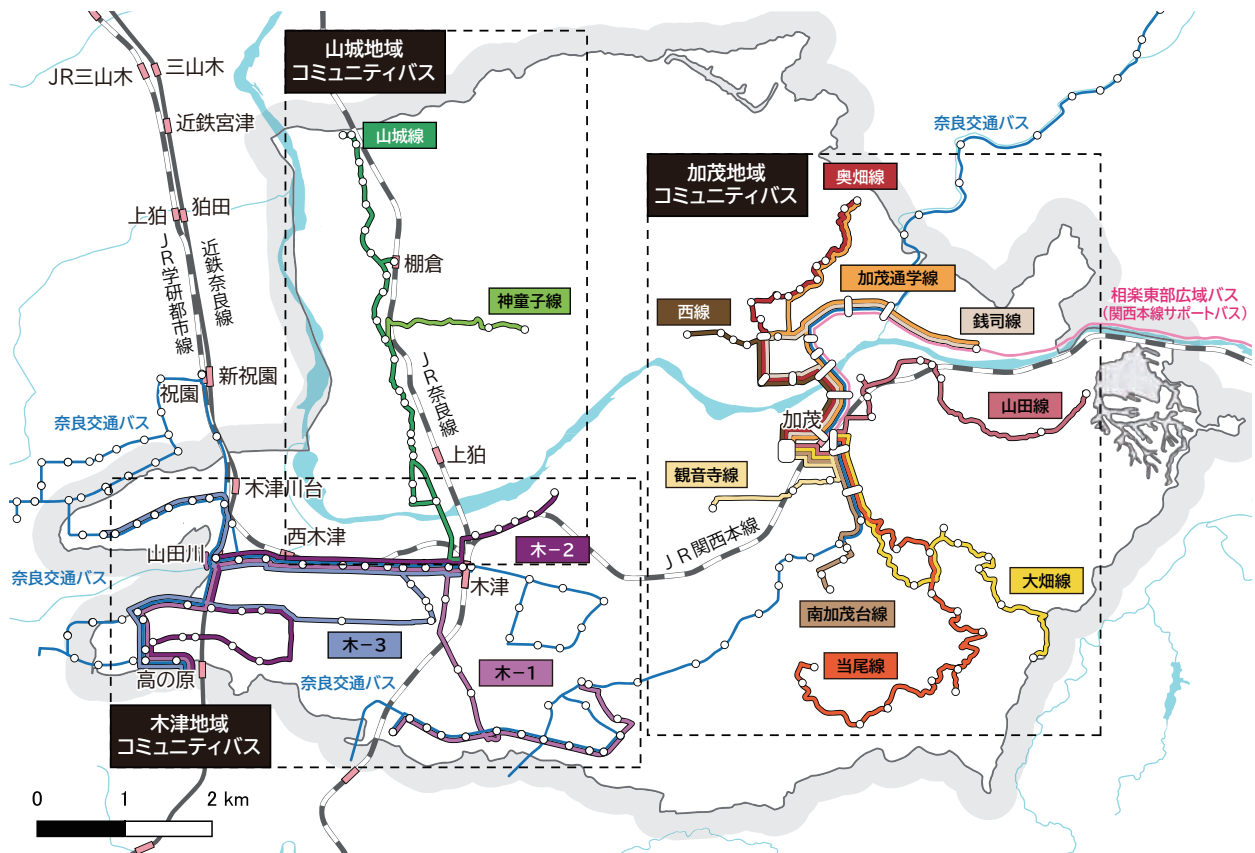 山城地域
コミュニティバス
三山木
JR三山木
近鉄宮津
奈良交通バス
山城線
加茂地域
コミュニティバス
奥畑線
狛田
上狛
近鉄奈良線
JR学研都市線
棚倉
加茂通学線
神童子線
西線
銭司線
相楽東部広域バス
(関西本線サポートバス)
新祝園
祝園
JR奈良線
山田線
加茂
奈良交通バス
上狛
観音寺線
木津川台
西木津
JR関西本線
山田川
木-2
奈良交通バス
木津
大畑線
南加茂台線
木-3
当尾線
木-1
高の原
奈良交通バス
木津地域
コミュニティバス
0 1 2 km